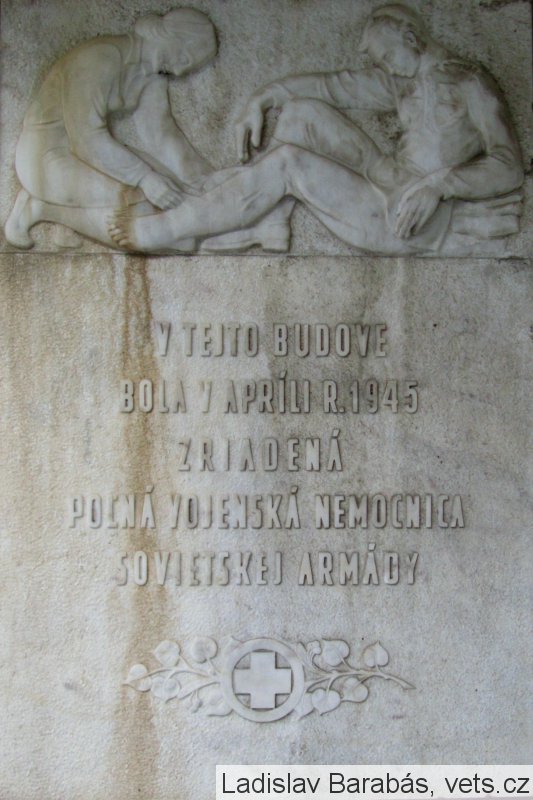 V TEJTO BUDOVE
BOLA V APRÍLI R.1945
ZRIADENÁ
POĽNÁ VOJENSKÁ NEMOCNICA
SOVIETSKEJ ARMÁDY
Ladislav Barabás, vets.cz